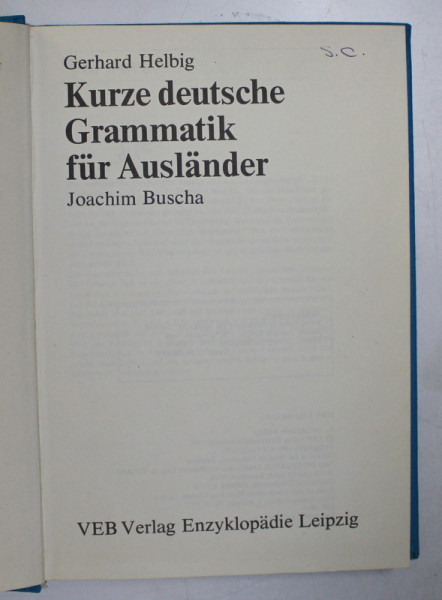 S.C.
Gerhard Helbig
Kurze deutsche
Grammatik
für Ausländer
Joachim Buscha
VEB Verlag Enzyklopädie Leipzig